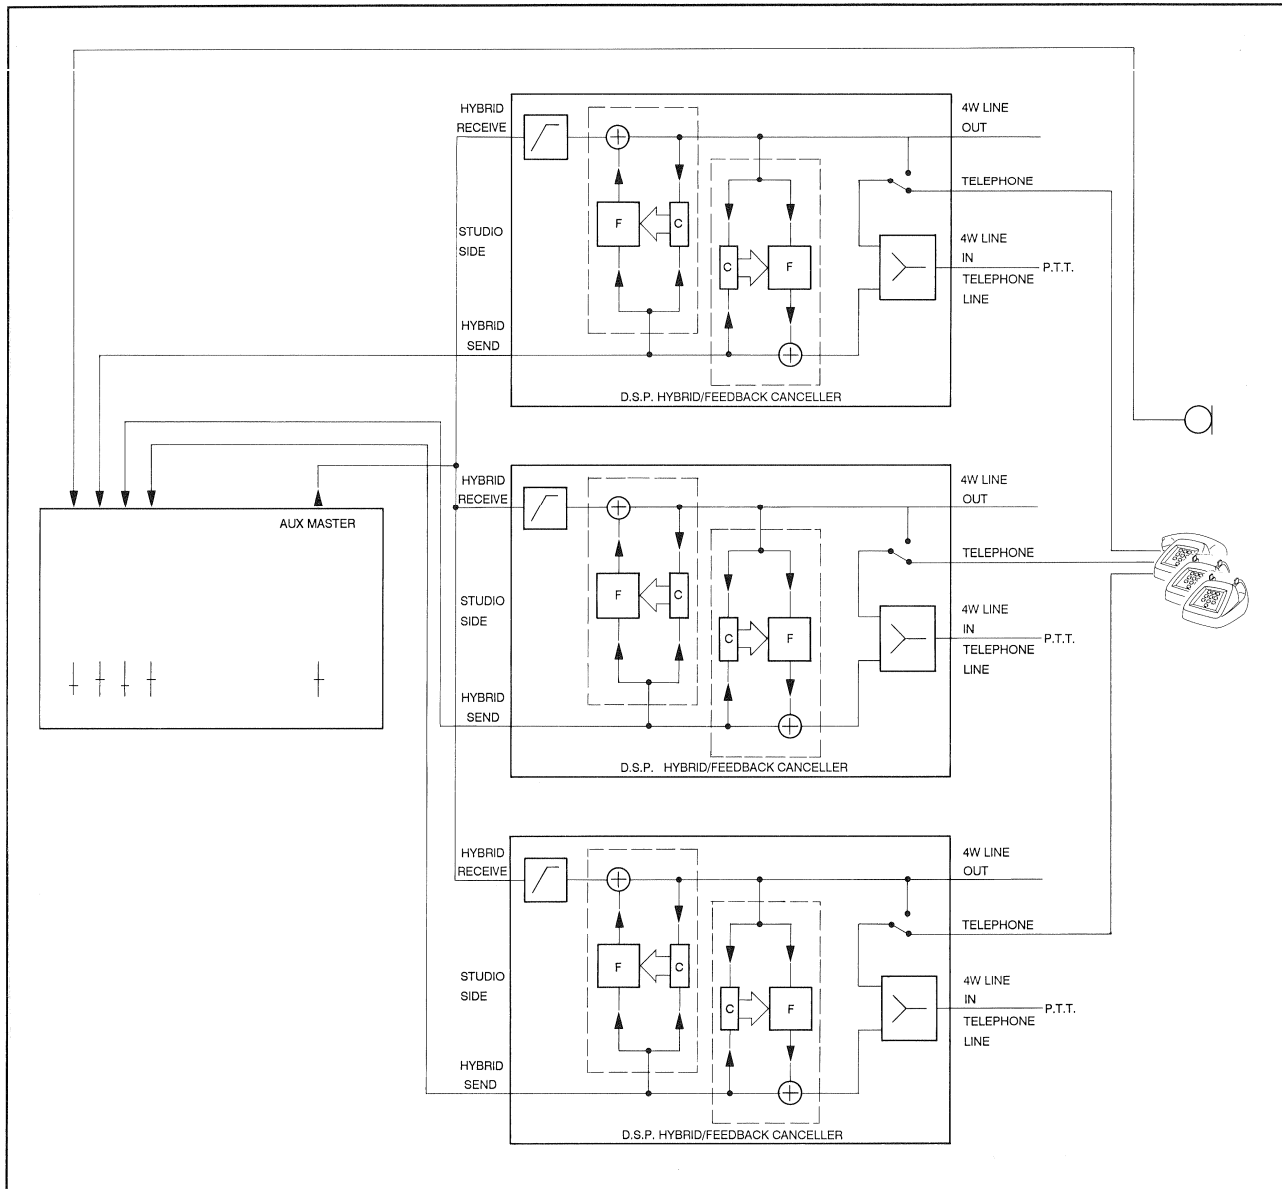 HYBRID
RECEIVE
4W LINE
OUT
F
C
TELEPHONE
STUDIO
SIDE
C
F
4W LINE
IN
P.T.T.
TELEPHONE
LINE
HYBRID
SEND
D.S.P. HYBRID/FEEDBACK CANCELLER
AUX MASTER
HYBRID
RECEIVE
4W LINE
OUT
TELEPHONE
F
C
STUDIO
SIDE
C
F
4W LINE
IN
P.T.T.
TELEPHONE
LINE
HYBRID
SEND
D.S.P. HYBRID/FEEDBACK CANCELLER
HYBRID
RECEIVE
4W LINE
OUT
TELEPHONE
F
C
STUDIO
SIDE
C
F
4W LINE
IN
P.T.T.
TELEPHONE
LINE
HYBRID
SEND
D.S.P. HYBRID/FEEDBACK CANCELLER